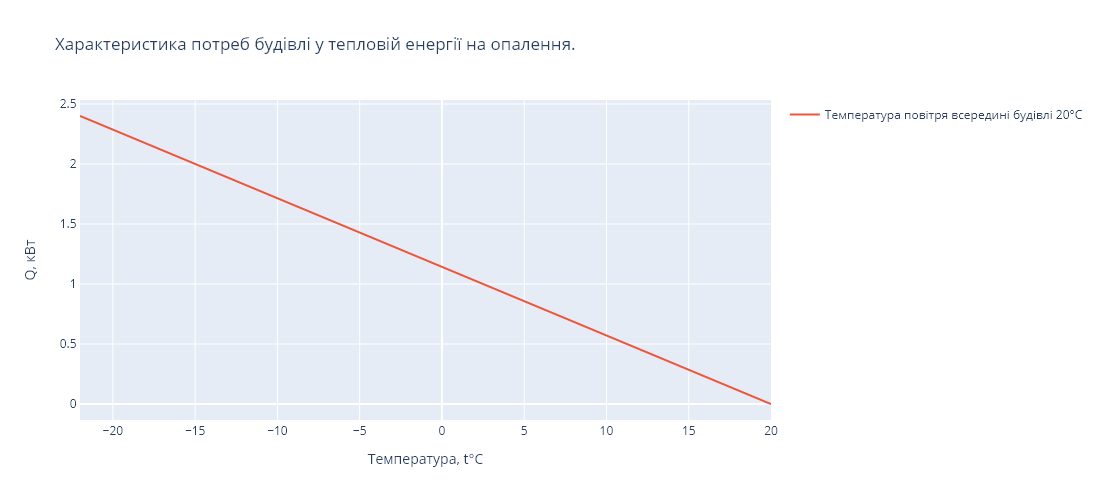 Характеристика потреб будівлі у тепловій енергії на опалення.
Температура повітря всередині будівлі 20°C
Q, кВт
2.5
2
1.5
1
0.5
0
−20 −15 −10 −5 0 5 10 15 20
Температура, t°C